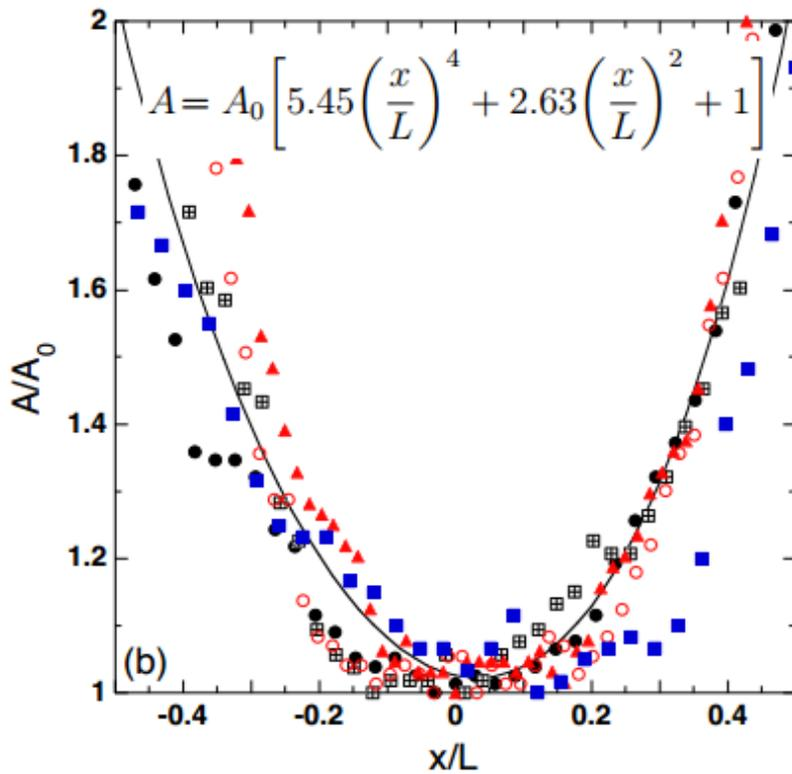 2
A = A₀[5.45(x/L)⁴ + 2.63(x/L)² + 1]
1.8
1.6
A/A₀
1.4
1.2
(b)
1
-0.4 -0.2 0 0.2 0.4
x/L